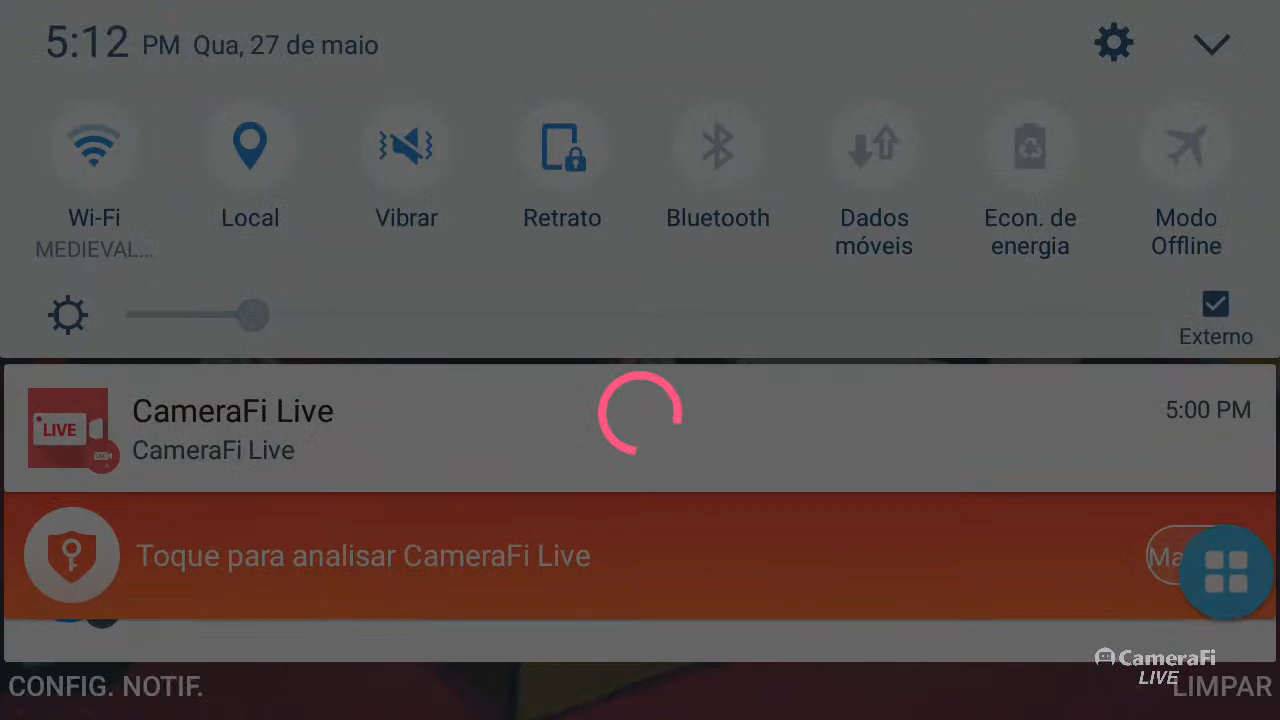 5:12 PM Qua, 27 de maio
Wi-Fi
MEDIEVAL...
Local
Vibrar
Retrato
Bluetooth
Dados
móveis
Econ. de
energia
Modo
Offline
Externo
LIVE
CameraFi Live
5:00 PM
CameraFi Live
Toque para analisar CameraFi Live
CameraFi
LIVE
CONFIG. NOTIF.
LIMPAR